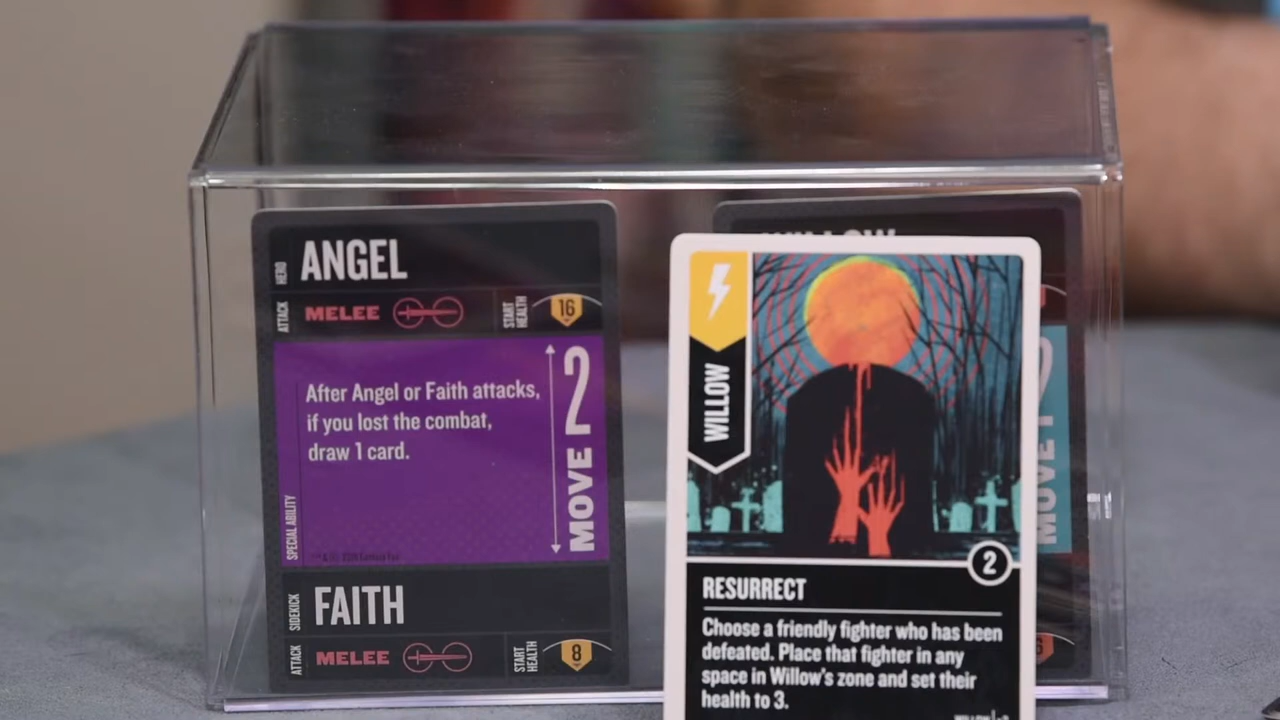 HERO
ANGEL
ATTACK
MELEE
START
HEALTH
16
After Angel or Faith attacks,
if you lost the combat,
draw 1 card.
MOVE 2
SPECIAL ABILITY
SIDEKICK
FAITH
ATTACK
MELEE
START
HEALTH
8
WILLOW
MOVE
WILLOW
2
RESURRECT
Choose a friendly fighter who has been
defeated. Place that fighter in any
space in Willow's zone and set their
health to 3.